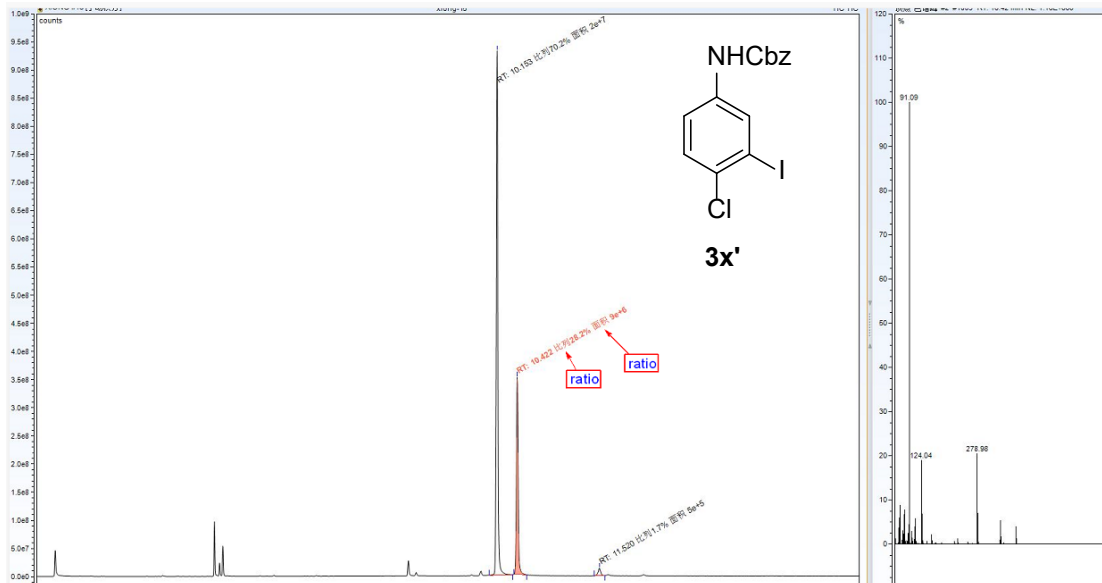 counts
1.0e9
9.0e8
8.5e8
8.0e8
7.5e8
7.0e8
6.5e8
6.0e8
5.5e8
5.0e8
4.5e8
4.0e8
3.5e8
3.0e8
2.5e8
2.0e8
1.5e8
1.0e8
5.0e7
0.0e0
RT: 10.153 比列70.2% 面积 2e+7
RT: 10.422 比列28.2% 面积 9e+6
ratio
ratio
RT: 11.520 比列1.7% 面积 5e+5
NHCbz
I
Cl
3x'
120
%
100
90
80
70
60
50
40
30
20
10
0
91.09
124.04
278.98